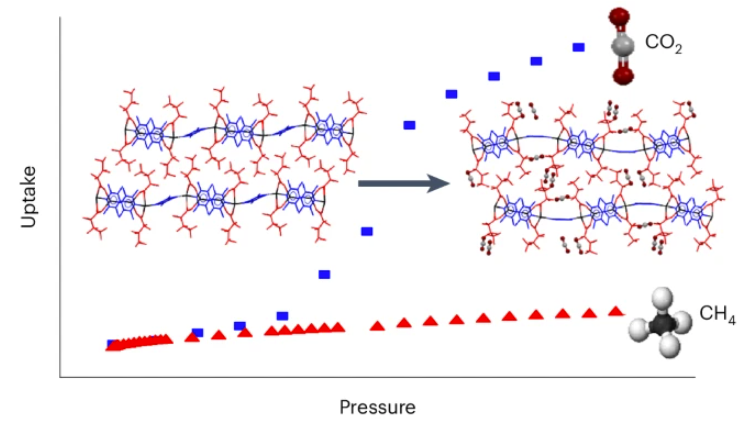 CO₂
Uptake
CH₄
Pressure